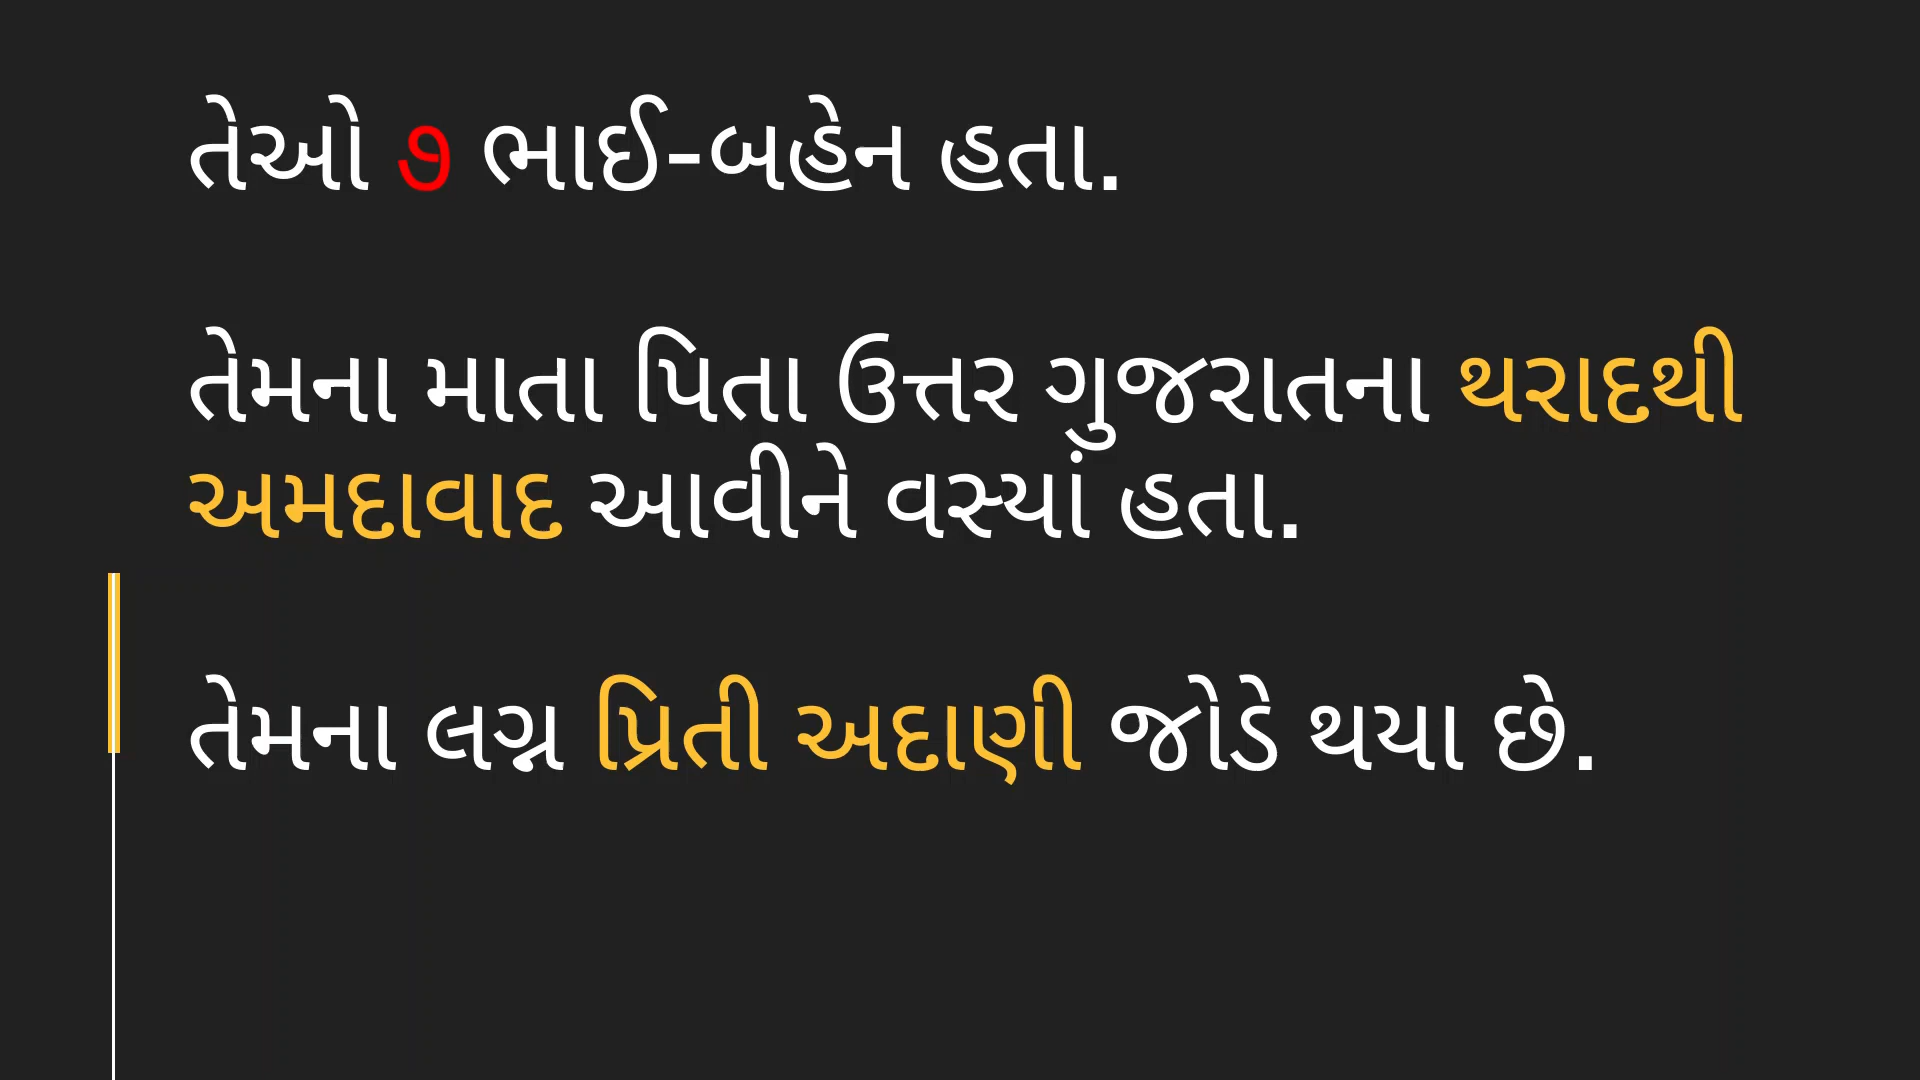 તેઓ ૭ ભાઈ-બહેન હતા.
તેમના માતા પિતા ઉત્તર ગુજરાતના થરાદથી
અમદાવાદ આવીને વસ્યાં હતા.
તેમના લગ્ન પ્રિતી અદાણી જોડે થયા છે.